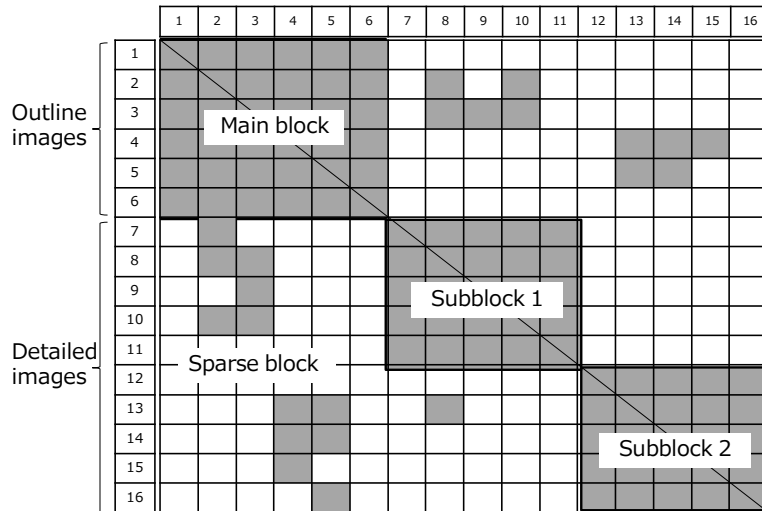 1 2 3 4 5 6 7 8 9 10 11 12 13 14 15 16
1
2
3
4
5
6
7
8
9
10
11
12
13
14
15
16
Outline
images
Main block
Detailed
images
Subblock 1
Sparse block
Subblock 2